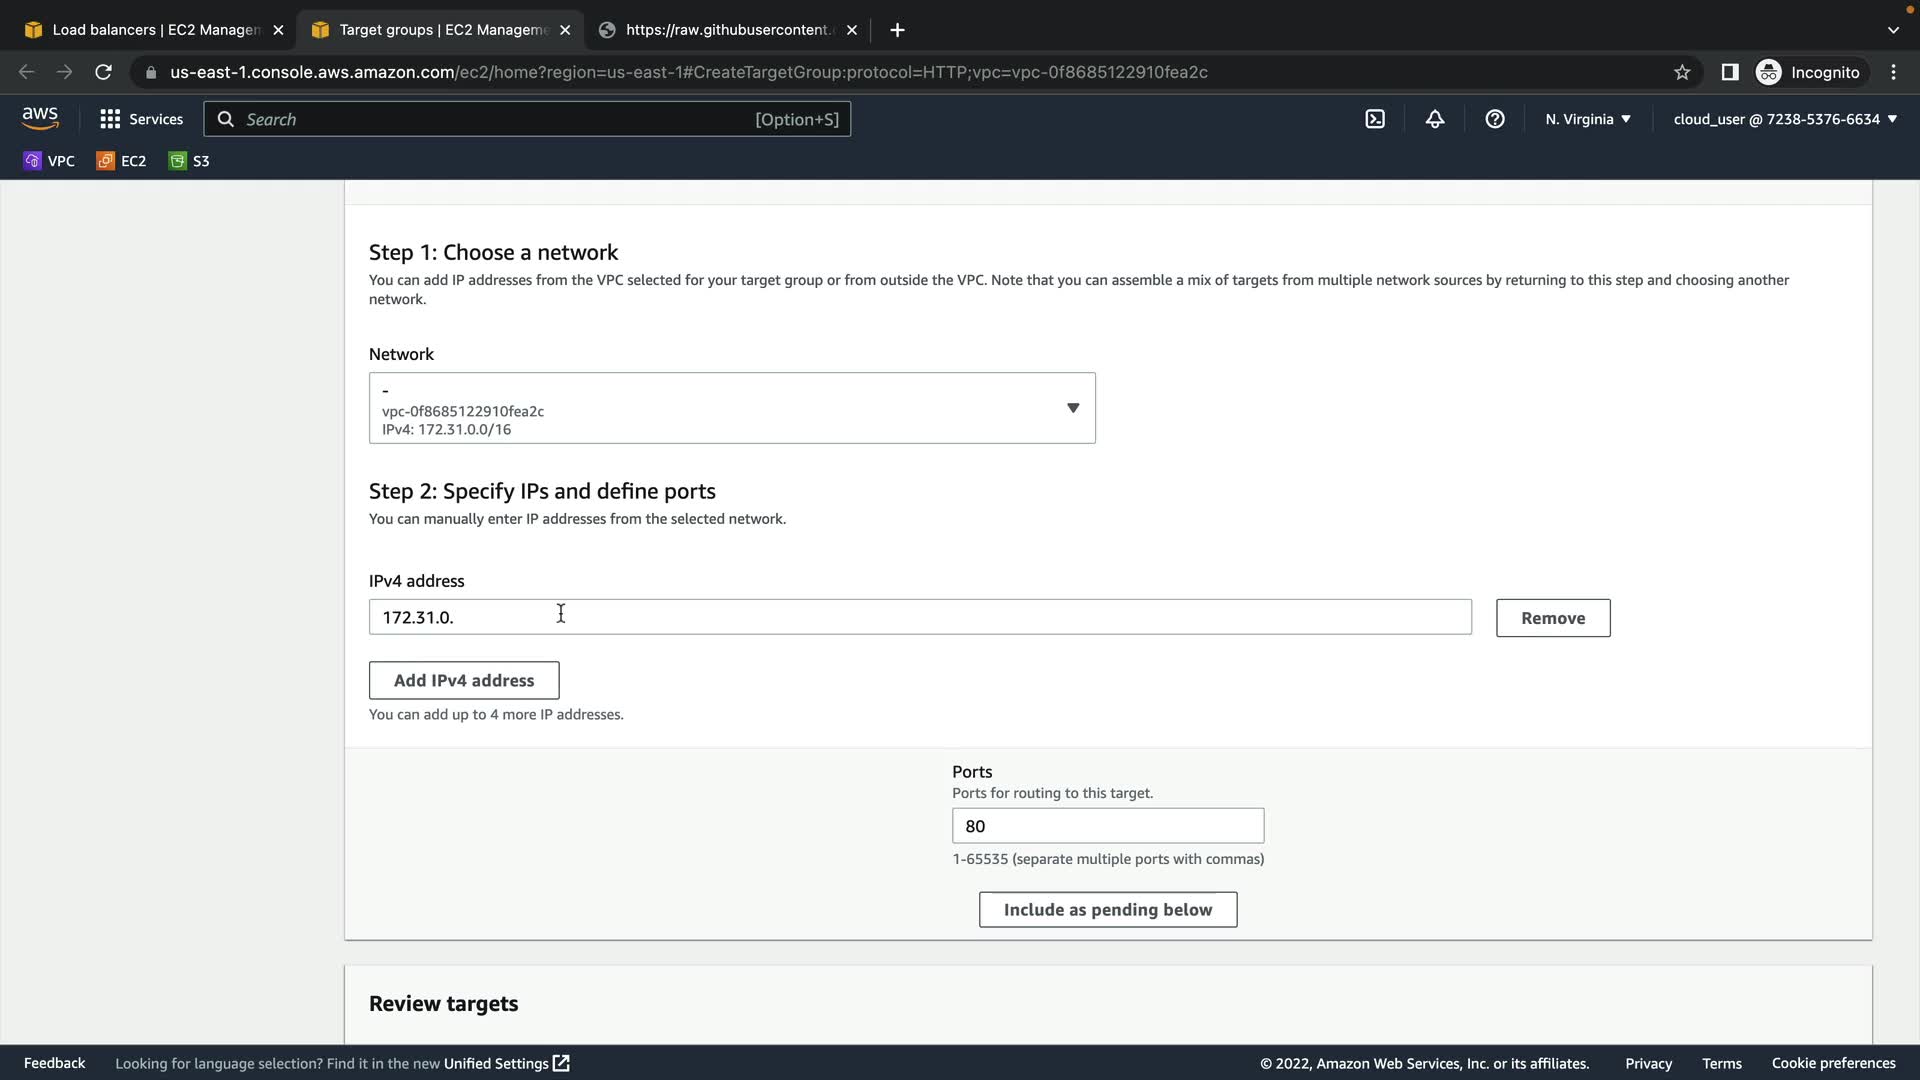 Load balancers | EC2 Managem
Target groups | EC2 Manageme
https://raw.githubusercontent.
us-east-1.console.aws.amazon.com/ec2/home?region=us-east-1#CreateTargetGroup:protocol=HTTP;vpc=vpc-0f8685122910fea2c
Incognito
aws
Services
Search
[Option+S]
N. Virginia
cloud_user @ 7238-5376-6634
VPC
EC2
S3
Step 1: Choose a network
You can add IP addresses from the VPC selected for your target group or from outside the VPC. Note that you can assemble a mix of targets from multiple network sources by returning to this step and choosing another
network.
Network
-
vpc-0f8685122910fea2c
IPv4: 172.31.0.0/16
Step 2: Specify IPs and define ports
You can manually enter IP addresses from the selected network.
IPv4 address
172.31.0.
Remove
Add IPv4 address
You can add up to 4 more IP addresses.
Ports
Ports for routing to this target.
80
1-65535 (separate multiple ports with commas)
Include as pending below
Review targets
Feedback
Looking for language selection? Find it in the new Unified Settings
© 2022, Amazon Web Services, Inc. or its affiliates.
Privacy
Terms
Cookie preferences